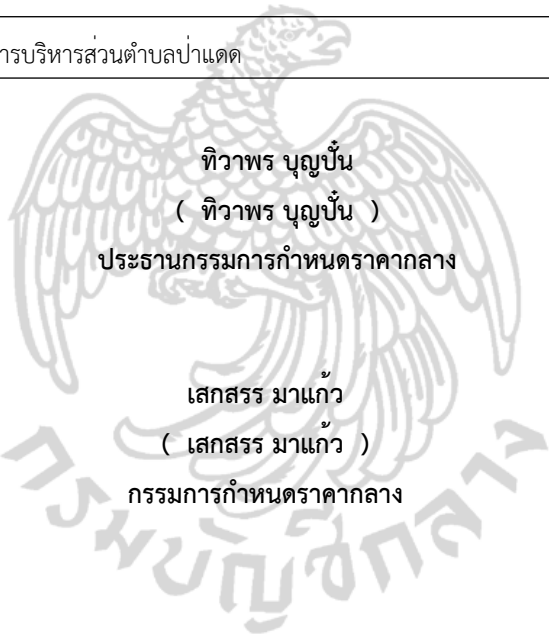 ารบริหารส่วนตำบลป่าแดด
ทิวาพร บุญปั๋น
( ทิวาพร บุญปั๋น )
ประธานกรรมการกำหนดราคากลาง
เสกสรร มาแก้ว
( เสกสรร มาแก้ว )
กรรมการกำหนดราคากลาง
กรมบัญชีกลาง